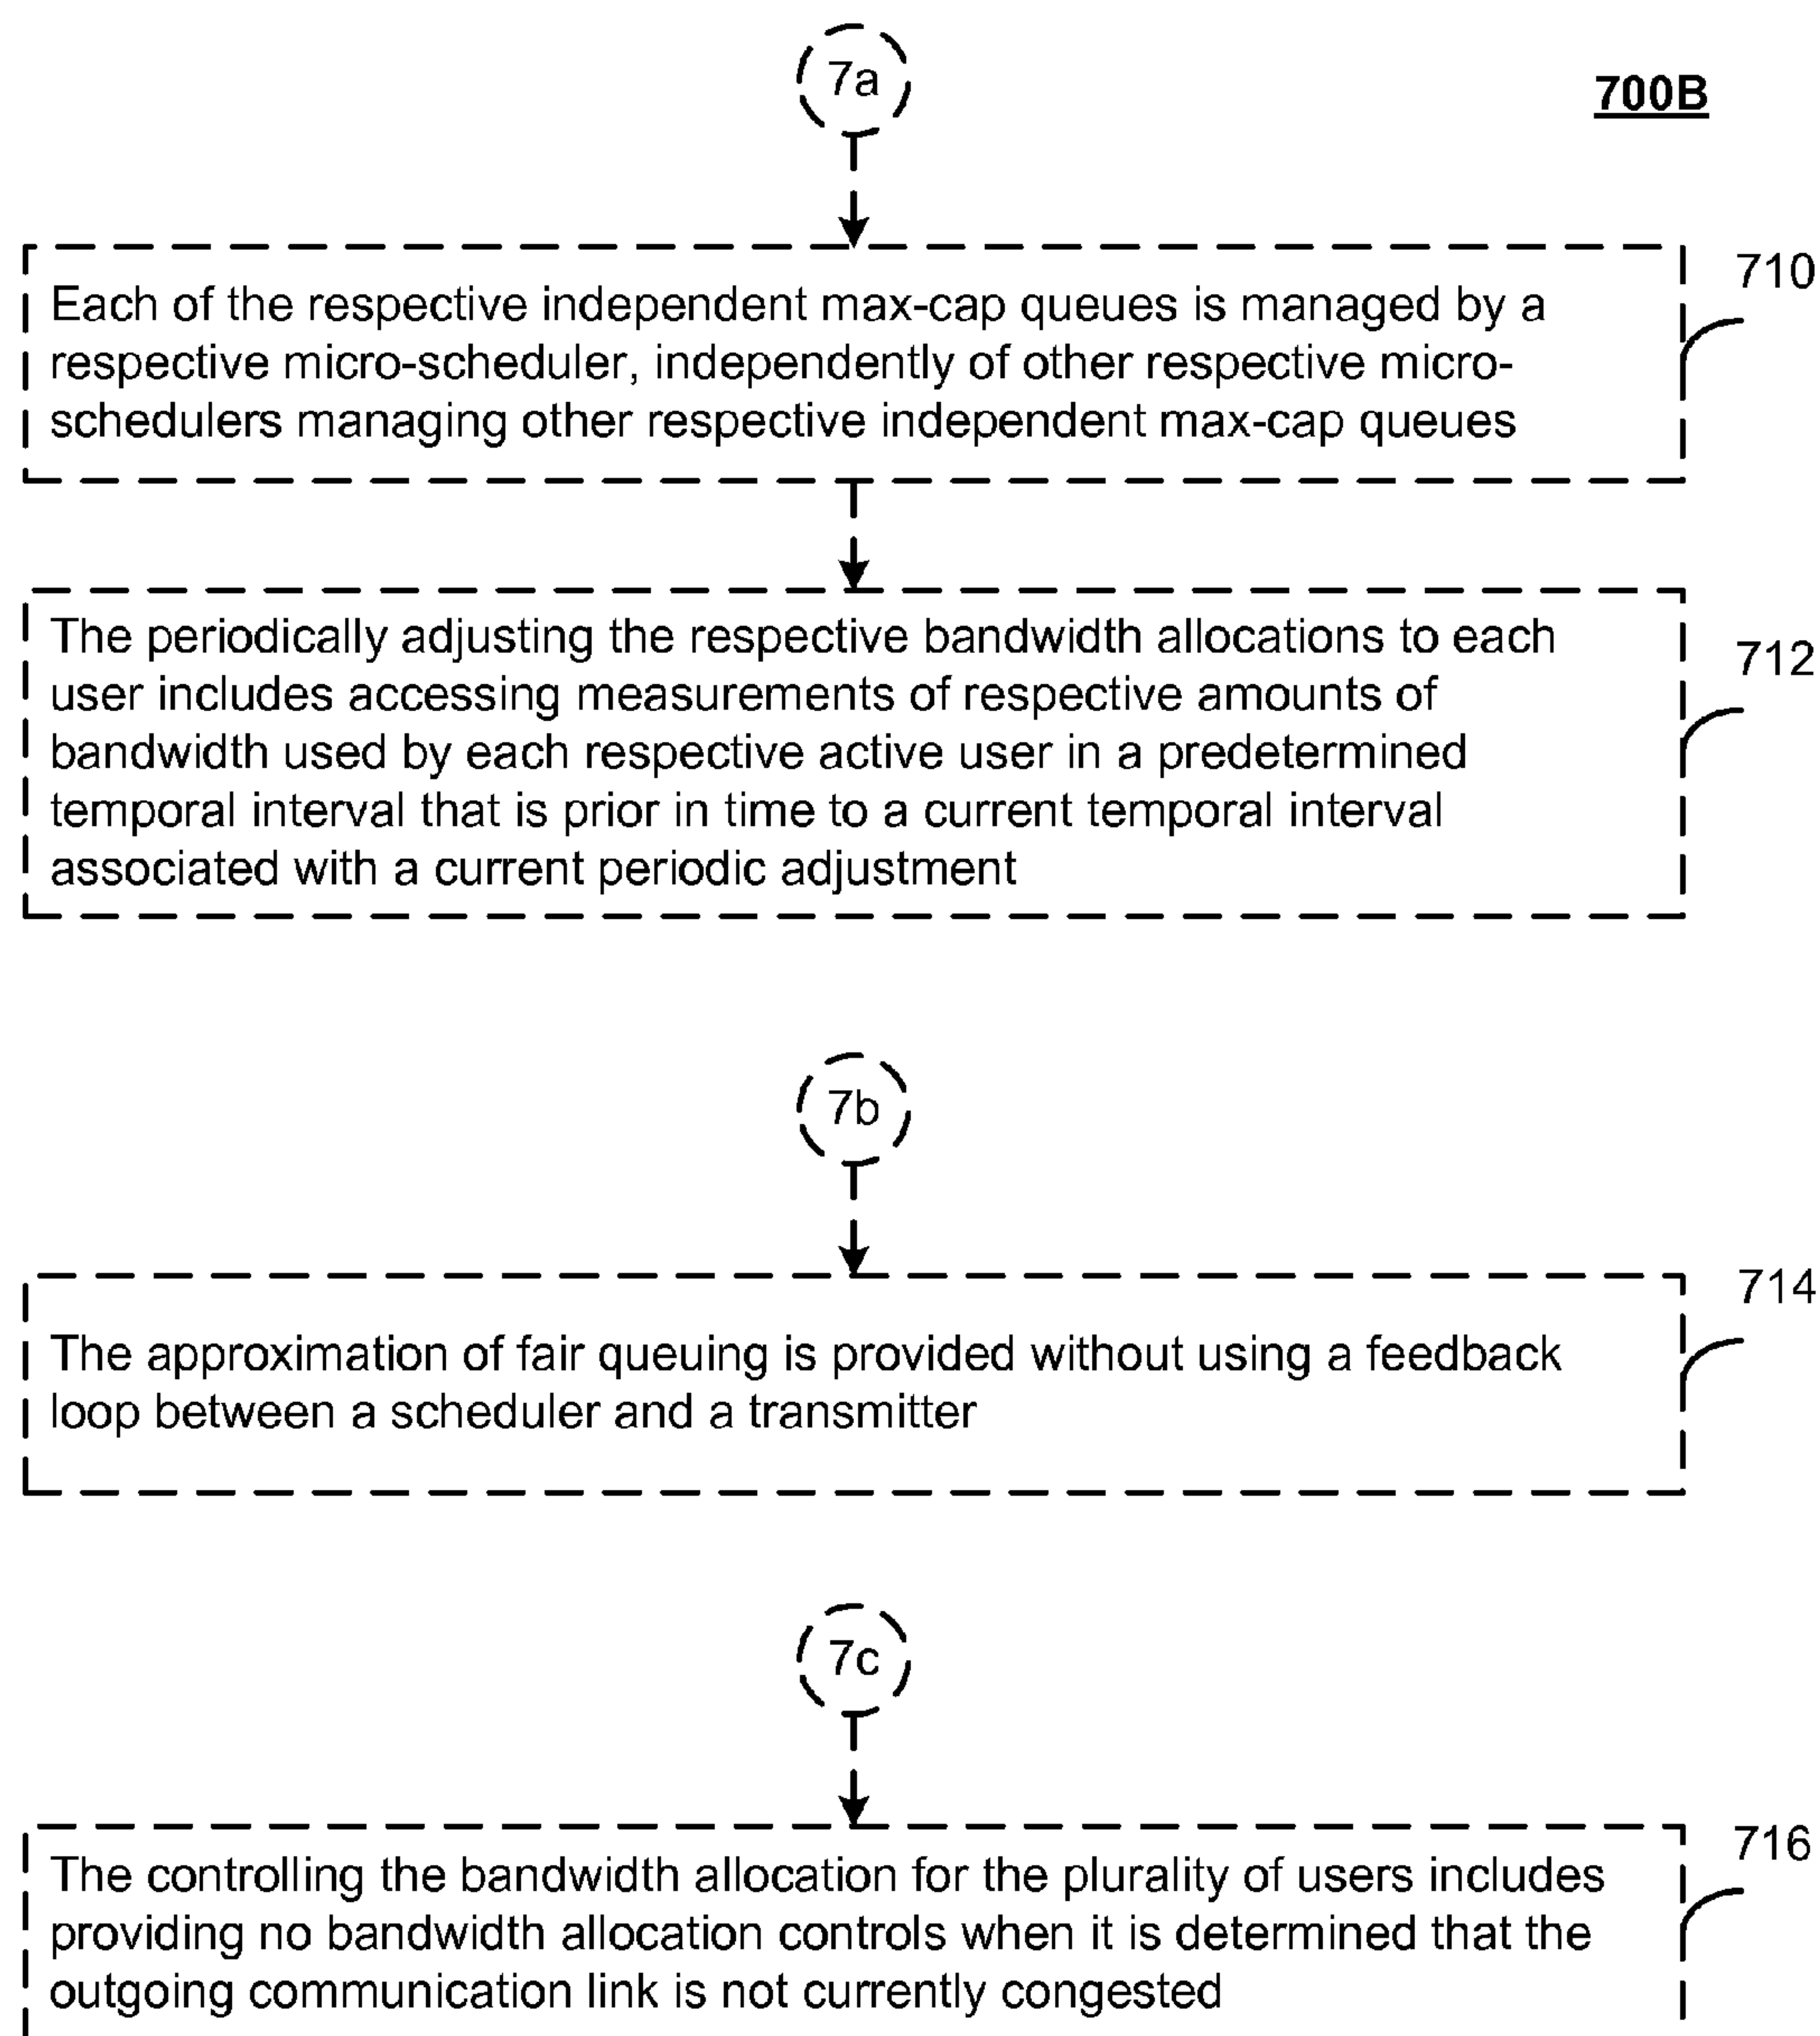 7a
700B
710
Each of the respective independent max-cap queues is managed by a
respective micro-scheduler, independently of other respective micro-
schedulers managing other respective independent max-cap queues
712
The periodically adjusting the respective bandwidth allocations to each
user includes accessing measurements of respective amounts of
bandwidth used by each respective active user in a predetermined
temporal interval that is prior in time to a current temporal interval
associated with a current periodic adjustment
7b
714
The approximation of fair queuing is provided without using a feedback
loop between a scheduler and a transmitter
7c
716
The controlling the bandwidth allocation for the plurality of users includes
providing no bandwidth allocation controls when it is determined that the
outgoing communication link is not currently congested